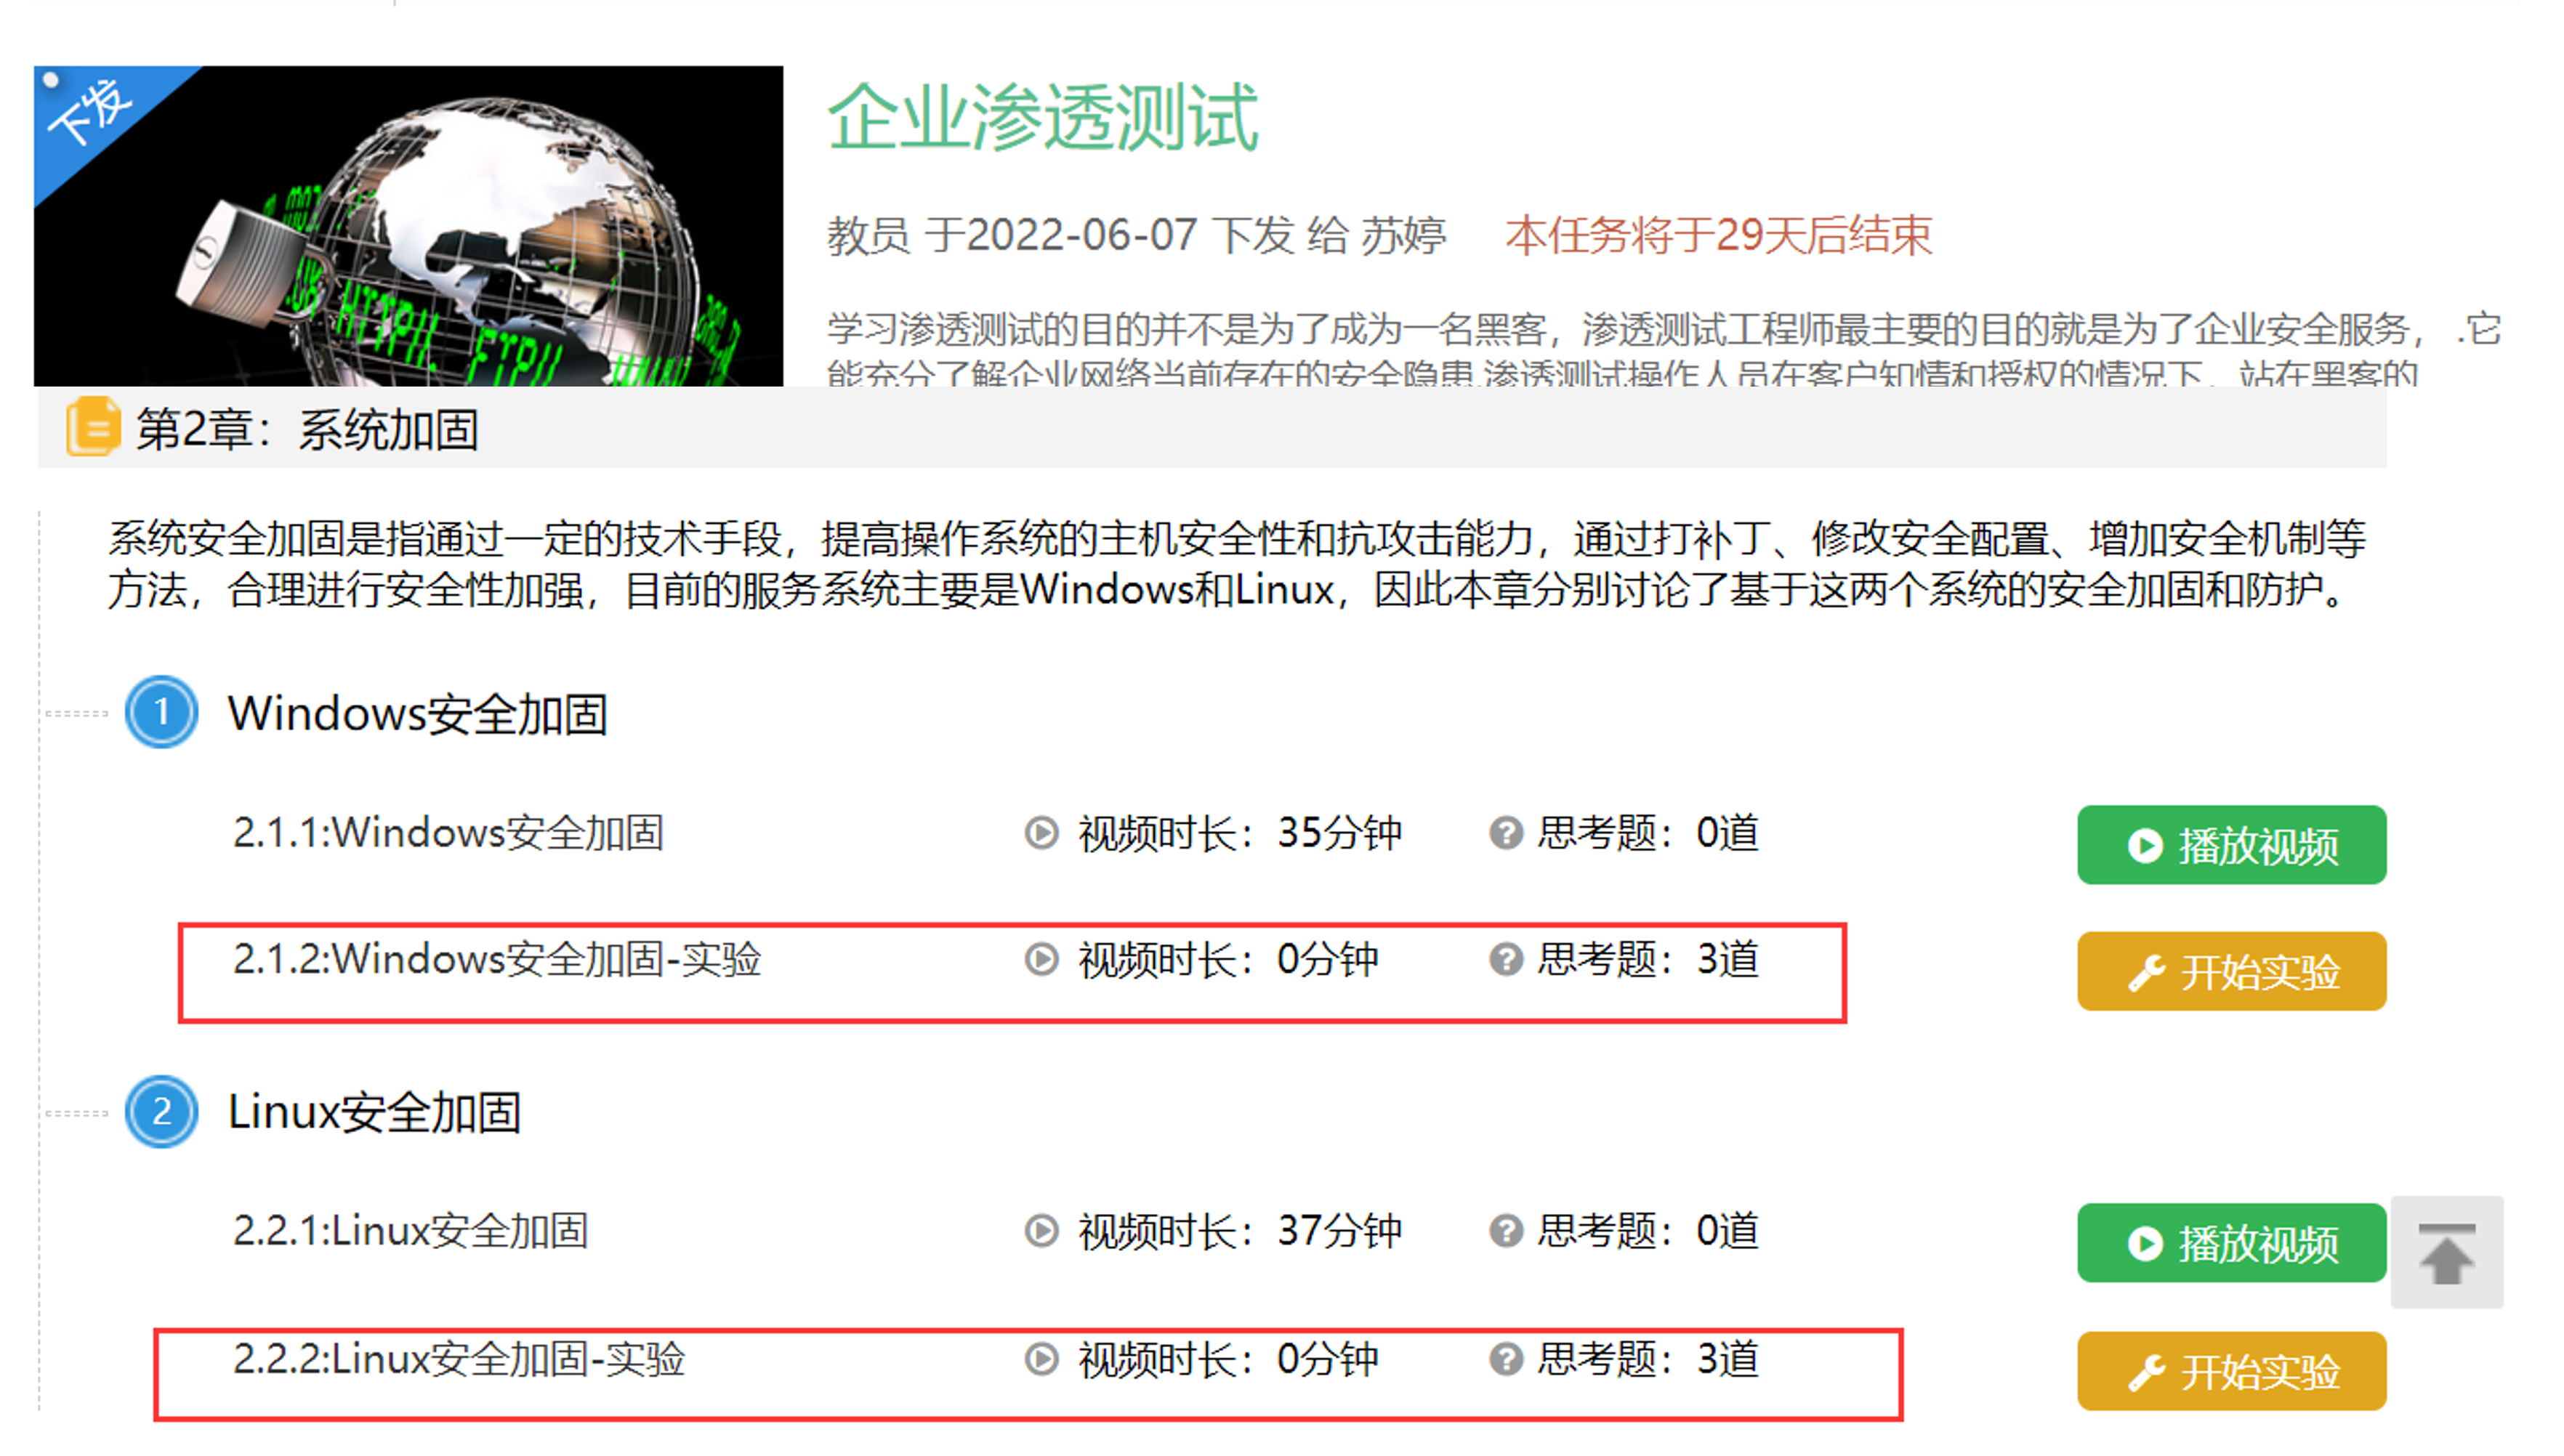 下发
企业渗透测试
教员 于2022-06-07 下发 给 苏婷 本任务将于29天后结束
学习渗透测试的目的并不是为了成为一名黑客，渗透测试工程师最主要的目的就是为了企业安全服务， .它
能充分了解企业网络当前存在的安全隐患.渗透测试操作人员在客户知情和授权的情况下，站在黑客的
第2章：系统加固
系统安全加固是指通过一定的技术手段，提高操作系统的主机安全性和抗攻击能力，通过打补丁、修改安全配置、增加安全机制等
方法，合理进行安全性加强，目前的服务系统主要是Windows和Linux，因此本章分别讨论了基于这两个系统的安全加固和防护。
1 Windows安全加固
2.1.1:Windows安全加固 视频时长：35分钟 思考题：0道 播放视频
2.1.2:Windows安全加固-实验 视频时长：0分钟 思考题：3道 开始实验
2 Linux安全加固
2.2.1:Linux安全加固 视频时长：37分钟 思考题：0道 播放视频
2.2.2:Linux安全加固-实验 视频时长：0分钟 思考题：3道 开始实验